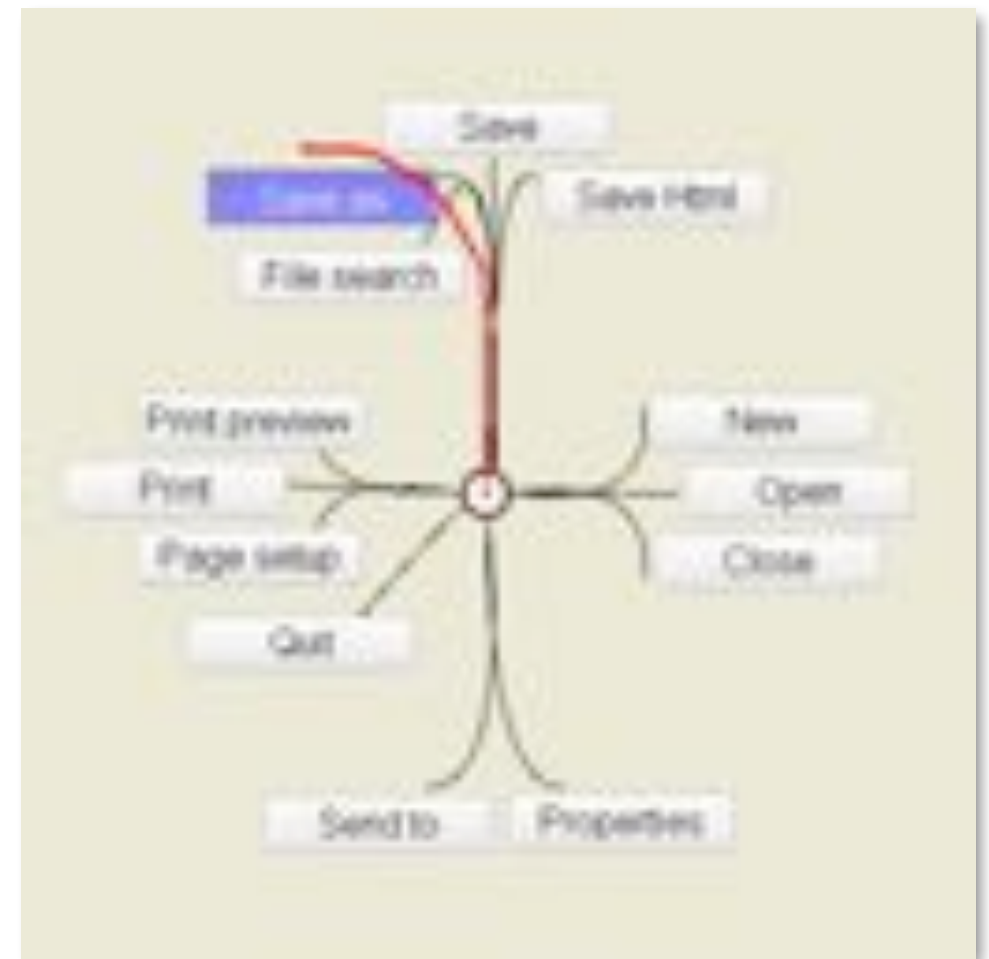 Save
Save as
Save Html
File search
Print preview
New
Print
Open
Page setup
Close
Quit
Send to
Properties